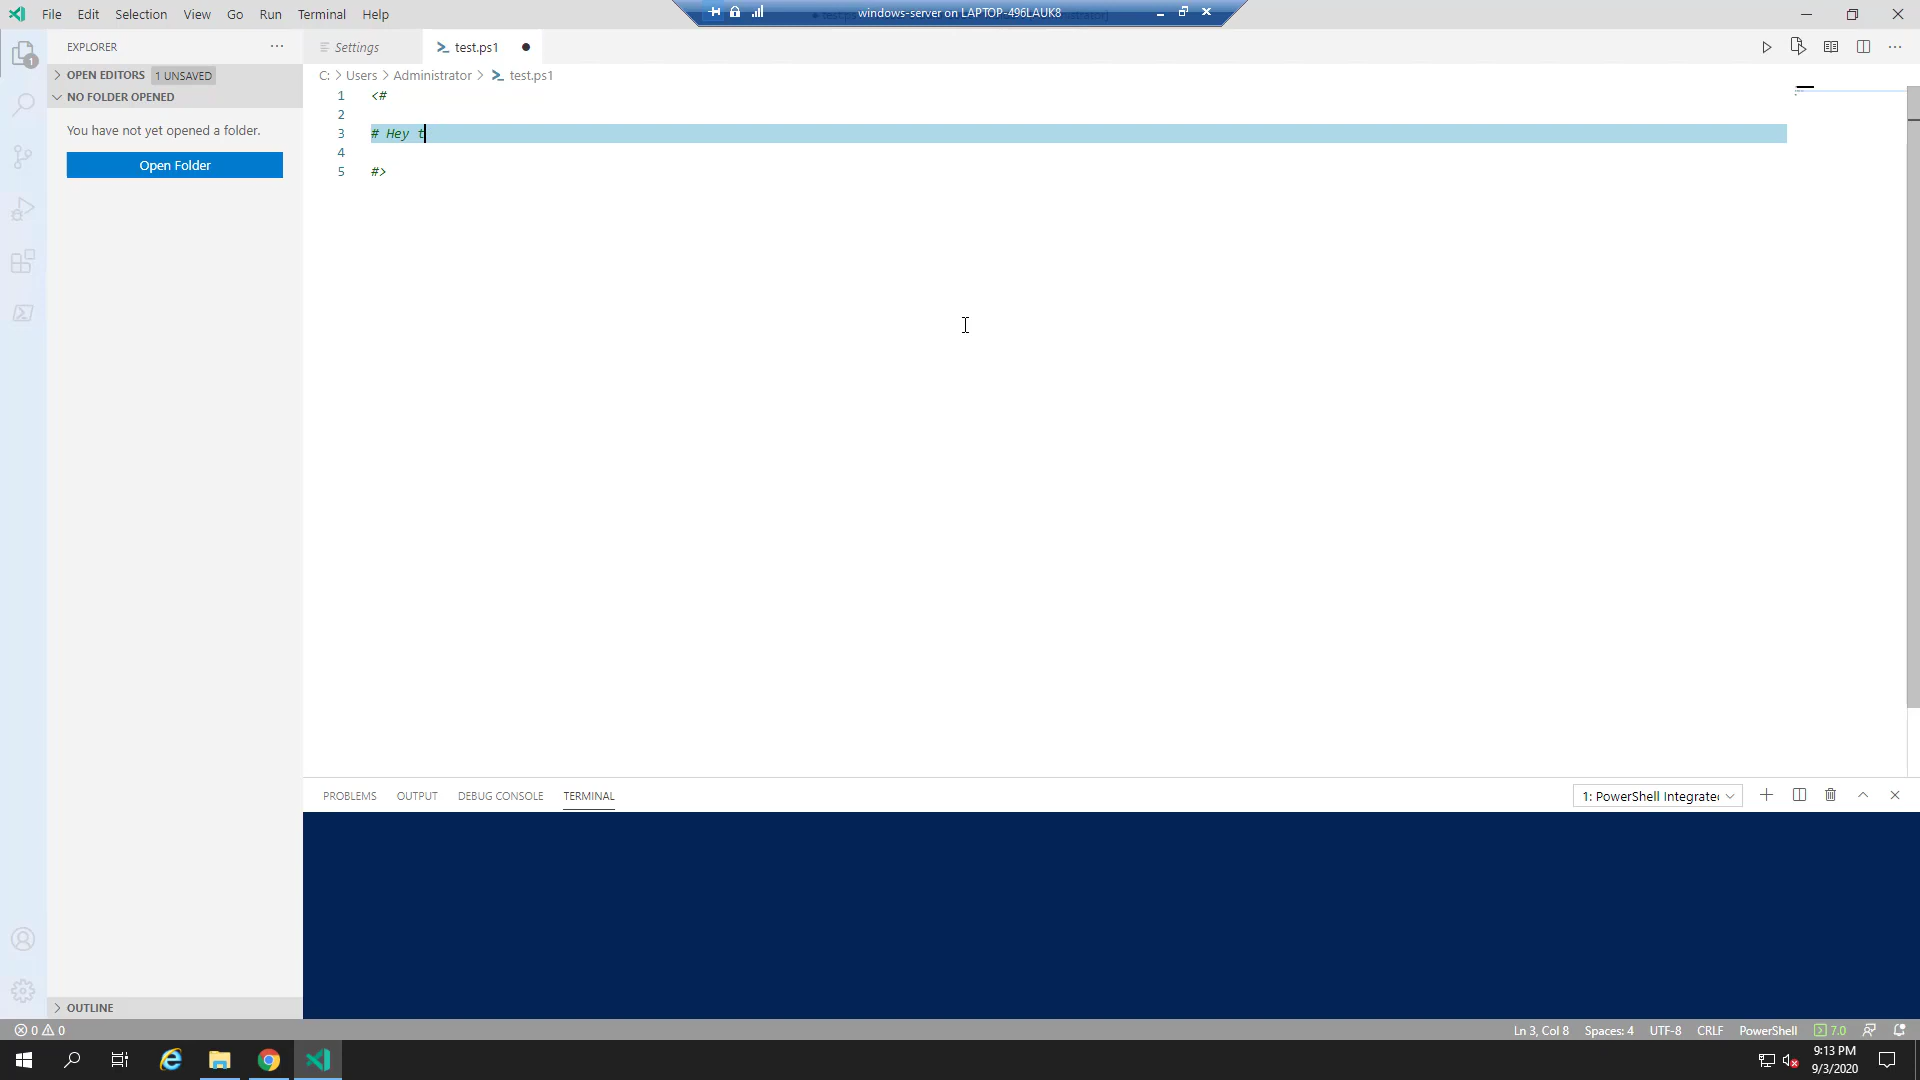 File Edit Selection View Go Run Terminal Help
windows-server on LAPTOP-496LAUK8
EXPLORER
Settings
test.ps1
OPEN EDITORS 1 UNSAVED
C: > Users > Administrator > test.ps1
NO FOLDER OPENED
You have not yet opened a folder.
Open Folder
1 <#
2
3 # Hey t
4
5 #>
PROBLEMS OUTPUT DEBUG CONSOLE TERMINAL
1: PowerShell Integrate
OUTLINE
0 0
Ln 3, Col 8 Spaces: 4 UTF-8 CRLF PowerShell 7.0
9:13 PM
9/3/2020